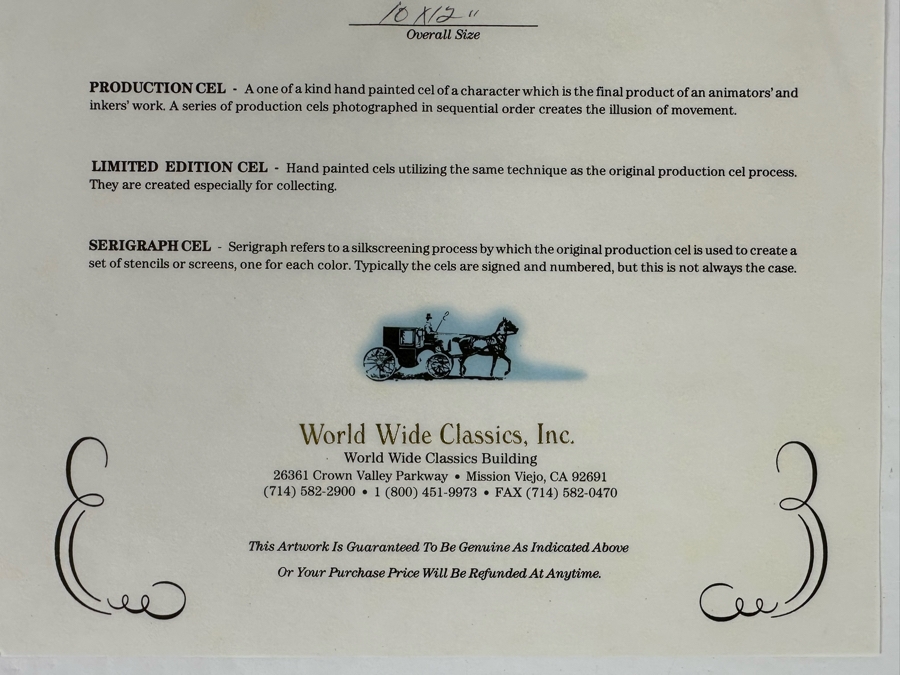 10 X 12"
Overall Size
PRODUCTION CEL - A one of a kind hand painted cel of a character which is the final product of an animators' and
inkers' work. A series of production cels photographed in sequential order creates the illusion of movement.
LIMITED EDITION CEL - Hand painted cels utilizing the same technique as the original production cel process.
They are created especially for collecting.
SERIGRAPH CEL - Serigraph refers to a silkscreening process by which the original production cel is used to create a
set of stencils or screens, one for each color. Typically the cels are signed and numbered, but this is not always the case.
World Wide Classics, Inc.
World Wide Classics Building
26361 Crown Valley Parkway • Mission Viejo, CA 92691
(714) 582-2900 • 1 (800) 451-9973 • FAX (714) 582-0470
This Artwork Is Guaranteed To Be Genuine As Indicated Above
Or Your Purchase Price Will Be Refunded At Anytime.